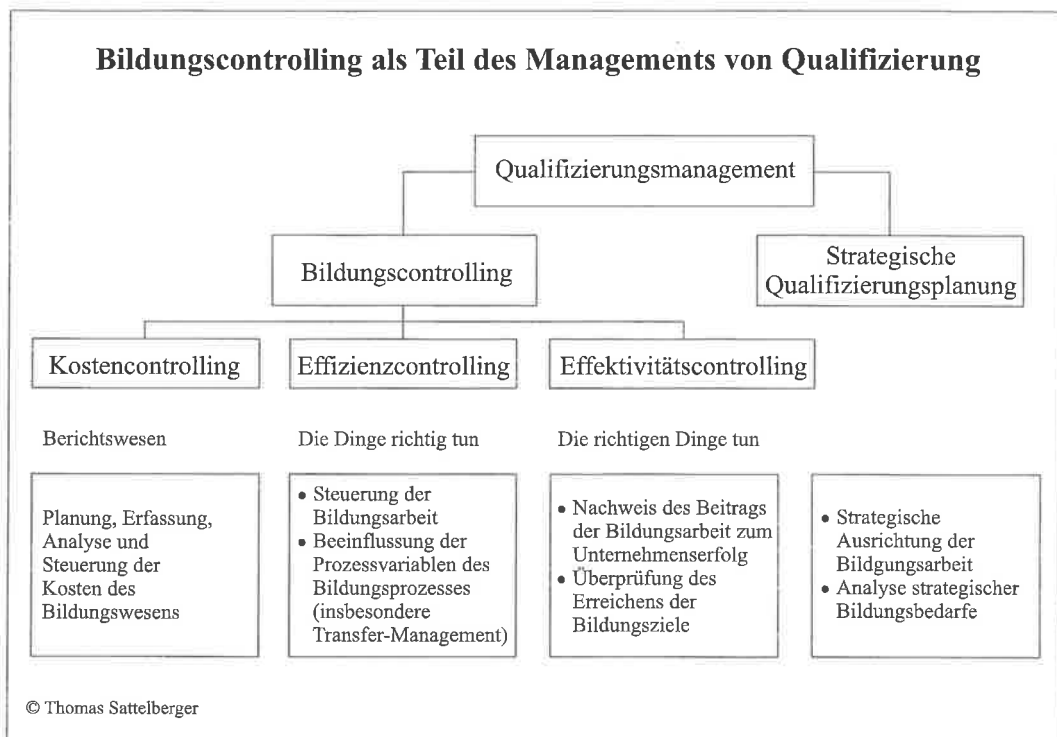 Bildungscontrolling als Teil des Managements von Qualifizierung
Qualifizierungsmanagement
Bildungscontrolling
Strategische
Qualifizierungsplanung
Kostencontrolling
Effizienzcontrolling
Effektivitätscontrolling
Berichtswesen
Die Dinge richtig tun
Die richtigen Dinge tun
Planung, Erfassung,
Analyse und
Steuerung der
Kosten des
Bildungswesens
• Steuerung der
Bildungsarbeit
• Beeinflussung der
Prozessvariablen des
Bildungsprozesses
(insbesondere
Transfer-Management)
• Nachweis des Beitrags
der Bildungsarbeit zum
Unternehmenserfolg
• Überprüfung des
Erreichens der
Bildungsziele
• Strategische
Ausrichtung der
Bildgungsarbeit
• Analyse strategischer
Bildungsbedarfe
© Thomas Sattelberger